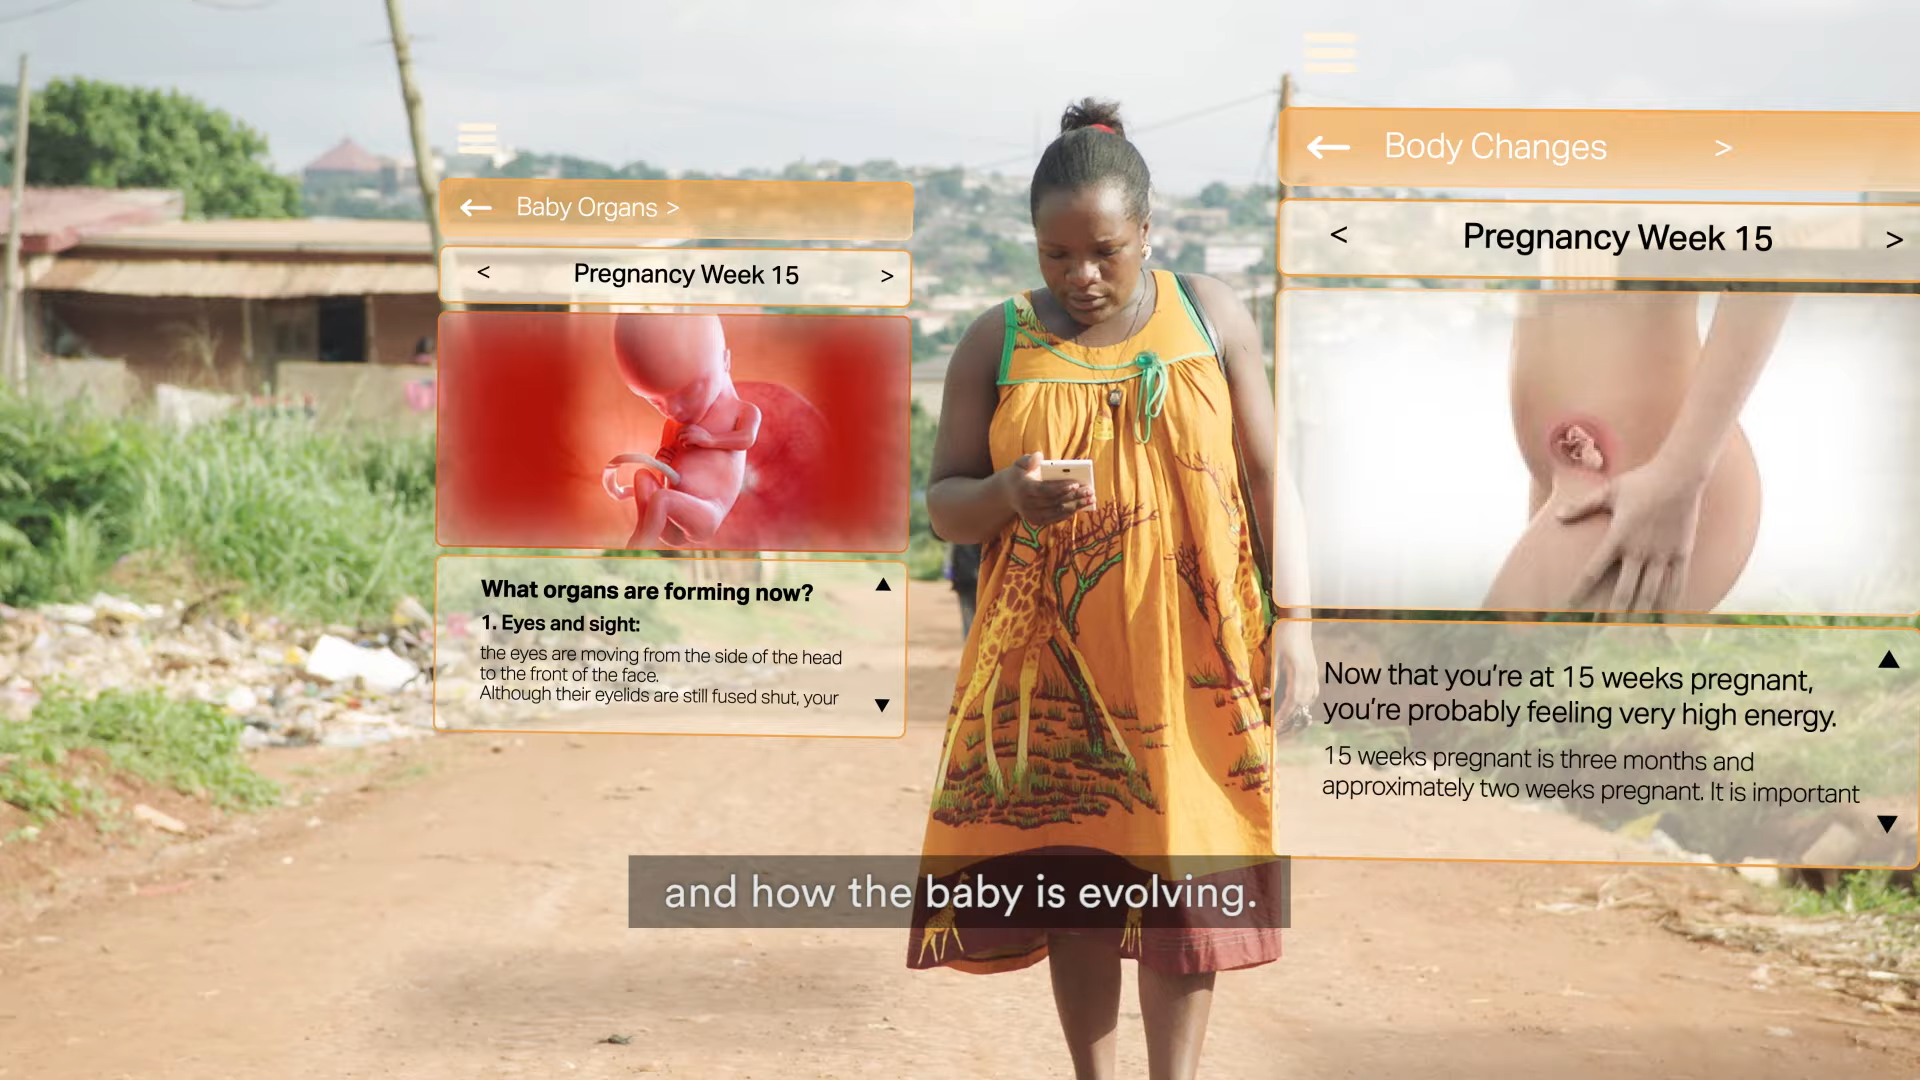 Baby Organs >
< Pregnancy Week 15 >
What organs are forming now?
1. Eyes and sight:
the eyes are moving from the side of the head
to the front of the face.
Although their eyelids are still fused shut, your
Body Changes >
< Pregnancy Week 15 >
Now that you're at 15 weeks pregnant,
you're probably feeling very high energy.
15 weeks pregnant is three months and
approximately two weeks pregnant. It is important
and how the baby is evolving.